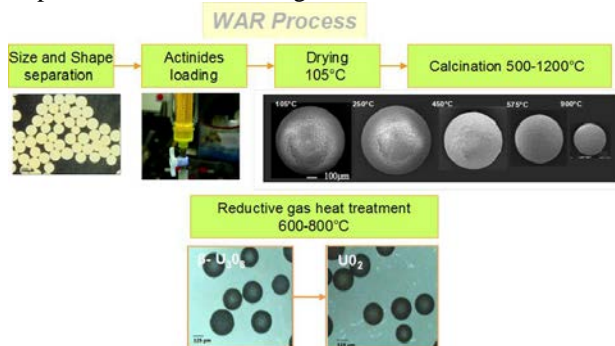 WAR Process
Size and Shape
separation
Actinides
loading
Drying
105°C
Calcination 500-1200°C
105°C
250°C
450°C
575°C
900°C
100µm
Reductive gas heat treatment
600-800°C
β- U3O8
UO2